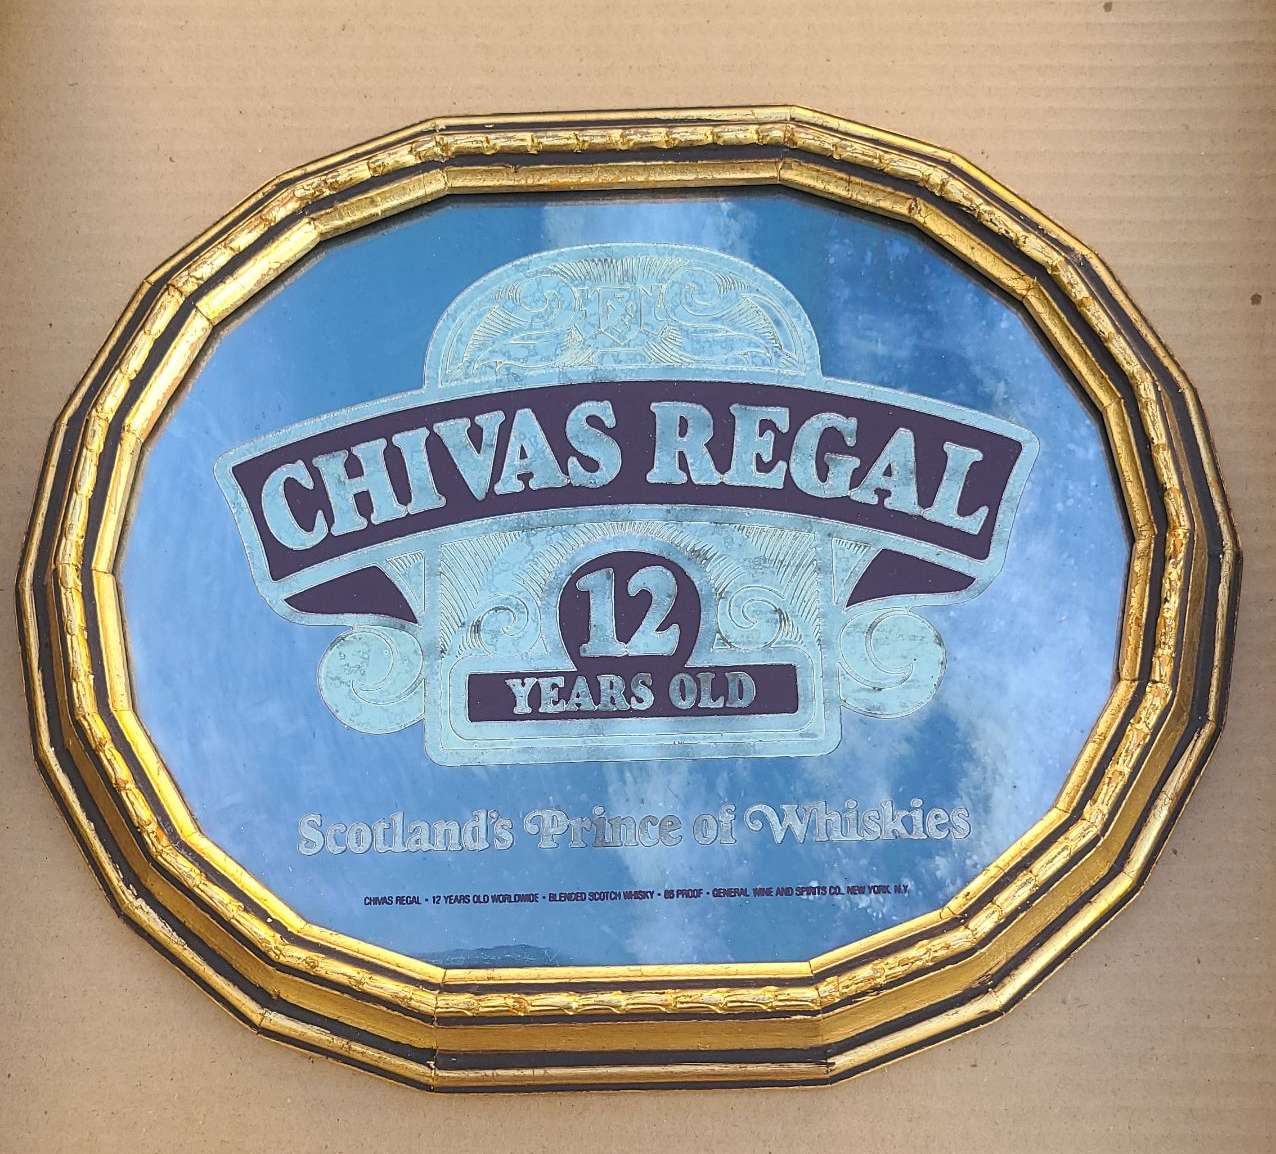 CHIVAS REGAL
12
YEARS OLD
Scotland's Prince of Whiskies
CHIVAS REGAL • 12 YEARS OLD WORLDWIDE • BLENDED SCOTCH WHISKY • 86 PROOF • GENERAL WINE AND SPIRITS CO. NEW YORK, N.Y.